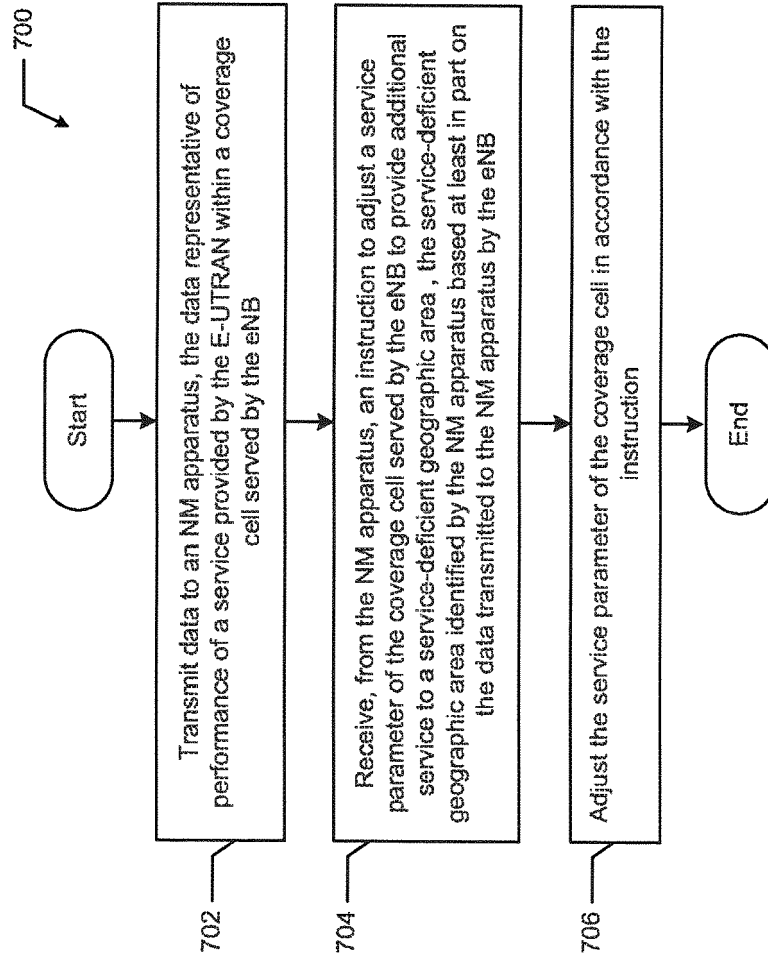 700
Start
702
Transmit data to an NM apparatus, the data representative of
performance of a service provided by the E-UTRAN within a coverage
cell served by the eNB
704
Receive, from the NM apparatus, an instruction to adjust a service
parameter of the coverage cell served by the eNB to provide additional
service to a service-deficient geographic area, the service-deficient
geographic area identified by the NM apparatus based at least in part on
the data transmitted to the NM apparatus by the eNB
706
Adjust the service parameter of the coverage cell in accordance with the
instruction
End